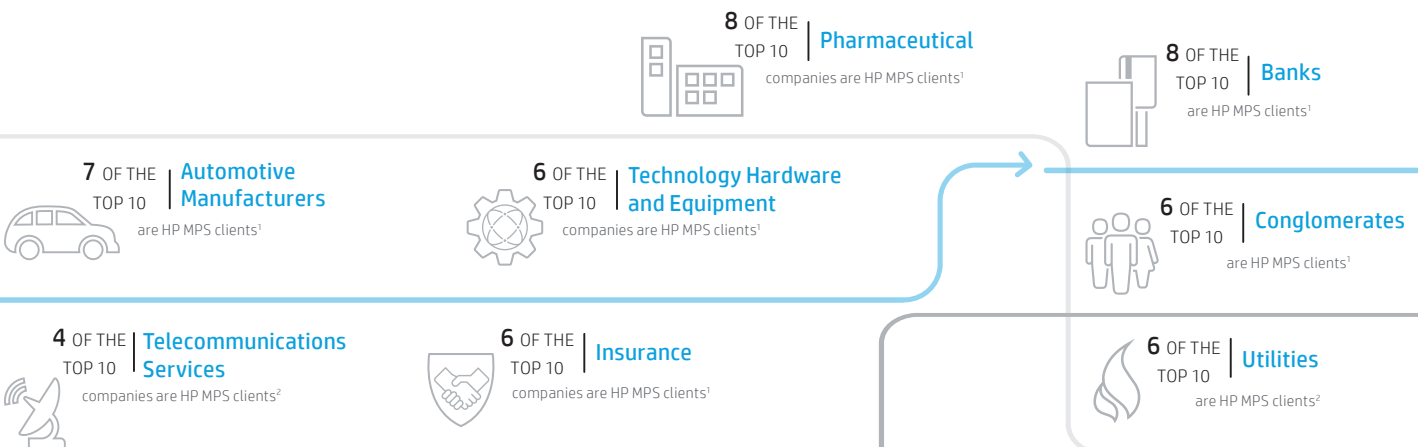 8 OF THE
TOP 10
Pharmaceutical
companies are HP MPS clients¹
8 OF THE
TOP 10
Banks
are HP MPS clients¹
7 OF THE
TOP 10
Automotive
Manufacturers
are HP MPS clients¹
6 OF THE
TOP 10
Technology Hardware
and Equipment
companies are HP MPS clients¹
6 OF THE
TOP 10
Conglomerates
are HP MPS clients¹
4 OF THE
TOP 10
Telecommunications
Services
companies are HP MPS clients²
6 OF THE
TOP 10
Insurance
companies are HP MPS clients¹
6 OF THE
TOP 10
Utilities
are HP MPS clients²